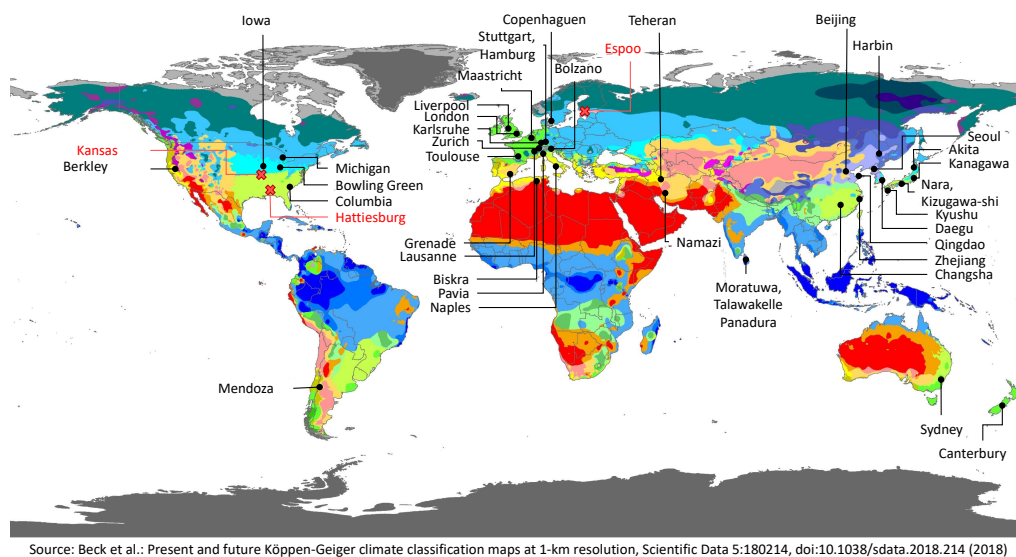 Iowa
Copenhaguen
Teheran
Beijing
Stuttgart,
Hamburg
Espoo
Harbin
Maastricht
Bolzano
Liverpool
London
Karlsruhe
Zurich
Toulouse
Kansas
Berkley
Michigan
Bowling Green
Columbia
Hattiesburg
Seoul
Akita
Kanagawa
Nara,
Kizugawa-shi
Kyushu
Daegu
Qingdao
Zhejiang
Changsha
Grenade
Lausanne
Namazi
Biskra
Pavia
Naples
Moratuwa,
Talawakelle
Panadura
Mendoza
Sydney
Canterbury
Source: Beck et al.: Present and future Köppen-Geiger climate classification maps at 1-km resolution, Scientific Data 5:180214, doi:10.1038/sdata.2018.214 (2018)